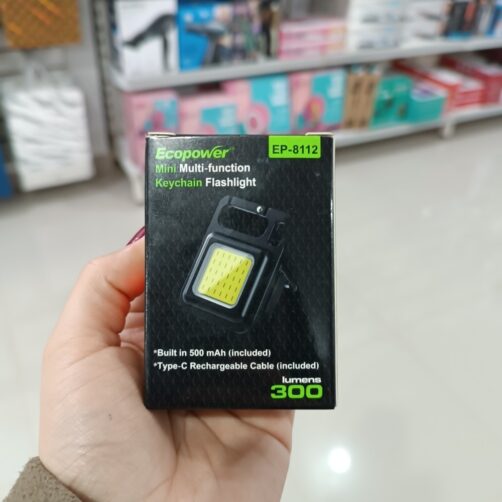 Ecopower®
EP-8112
Mini Multi-function
Keychain Flashlight
*Built in 500 mAh (included)
*Type-C Rechargeable Cable (included)
lumens
300